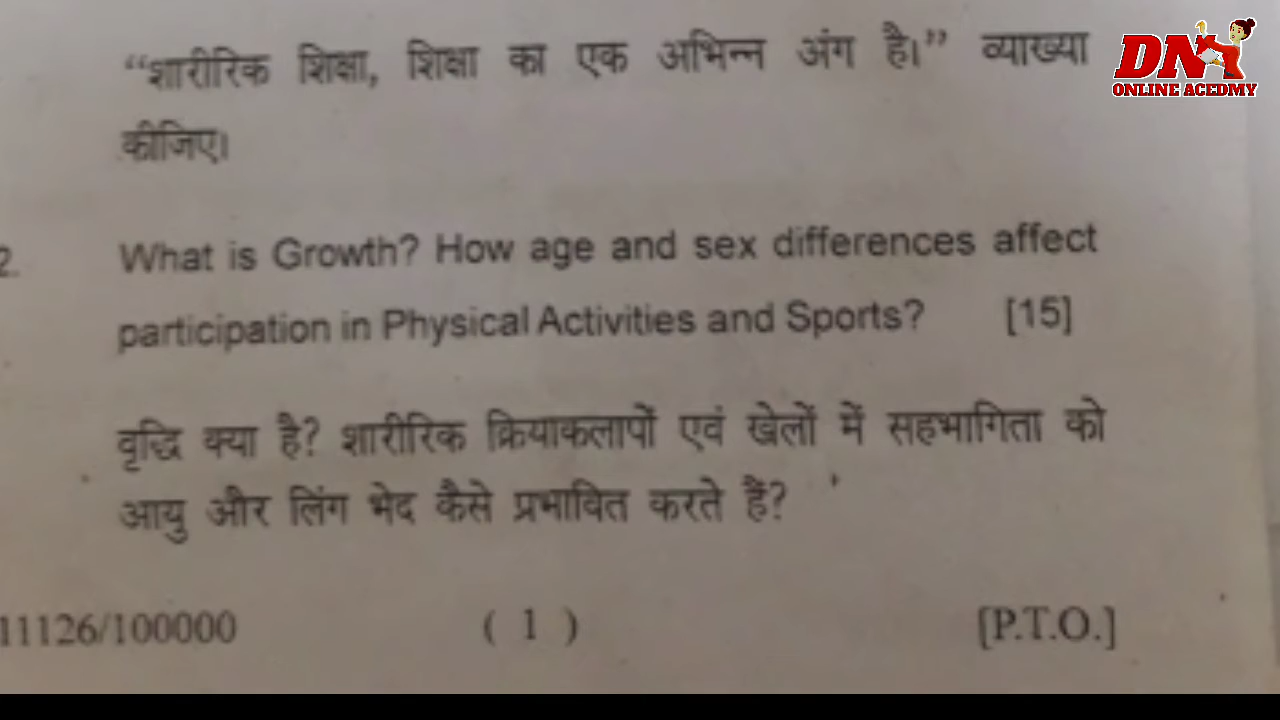 “शारीरिक शिक्षा, शिक्षा का एक अभिन्न अंग है।” व्याख्या
कीजिए।
DN
ONLINE ACEDMY
2. What is Growth? How age and sex differences affect
participation in Physical Activities and Sports? [15]
वृद्धि क्या है? शारीरिक क्रियाकलापों एवं खेलों में सहभागिता को
आयु और लिंग भेद कैसे प्रभावित करते हैं?
11126/100000 ( 1 ) [P.T.O.]